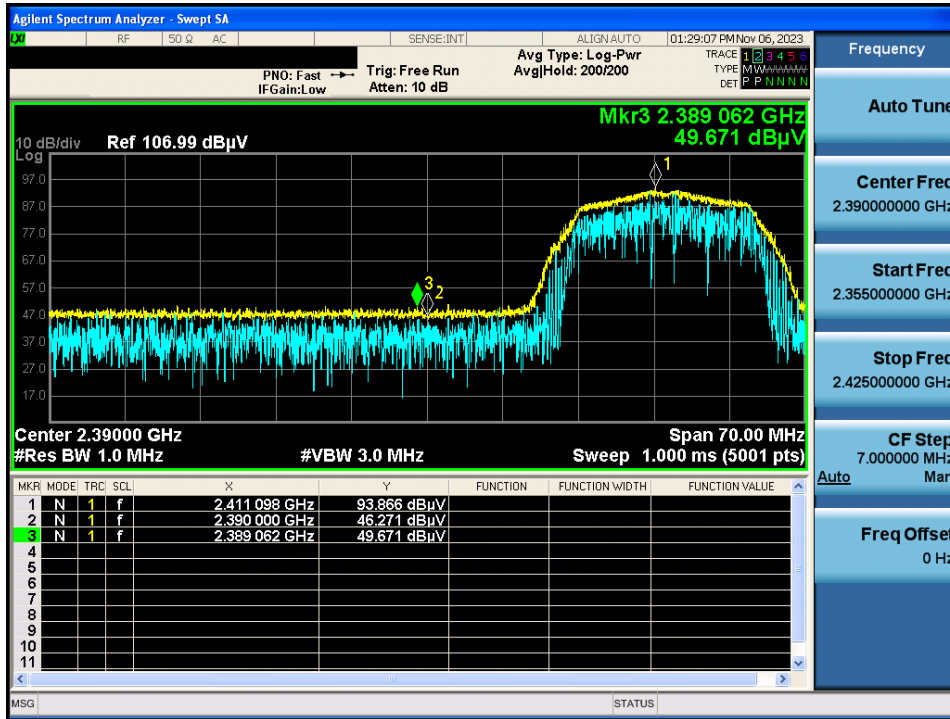 Agilent Spectrum Analyzer - Swept SA
LXI RF 50 Ω AC SENSE:INT ALIGN AUTO 01:29:07 PM Nov 06, 2023
PNO: Fast Trig: Free Run Avg Type: Log-Pwr TRACE 1 2 3 4 5 6
IFGain:Low Atten: 10 dB Avg|Hold: 200/200 TYPE M W
DET P P N N N N
Mkr3 2.389 062 GHz
49.671 dBµV
10 dB/div Ref 106.99 dBµV
Log
97.0
87.0
77.0
67.0
57.0
47.0
37.0
27.0
17.0
1
3
2
Center 2.39000 GHz Span 70.00 MHz
#Res BW 1.0 MHz #VBW 3.0 MHz Sweep 1.000 ms (5001 pts)
MKR MODE TRC SCL X Y FUNCTION FUNCTION WIDTH FUNCTION VALUE
1 N 1 f 2.411 098 GHz 93.866 dBµV
2 N 1 f 2.390 000 GHz 46.271 dBµV
3 N 1 f 2.389 062 GHz 49.671 dBµV
4
5
6
7
8
9
10
11
MSG STATUS
Frequency
Auto Tune
Center Freq
2.390000000 GHz
Start Freq
2.355000000 GHz
Stop Freq
2.425000000 GHz
CF Step
7.000000 MHz
Auto Man
Freq Offset
0 Hz